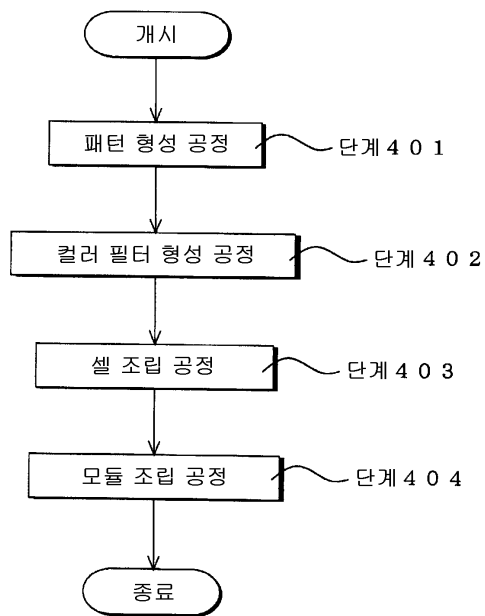 개시
패턴 형성 공정
단계４０１
컬러 필터 형성 공정
단계４０２
셀 조립 공정
단계４０３
모듈 조립 공정
단계４０４
종료